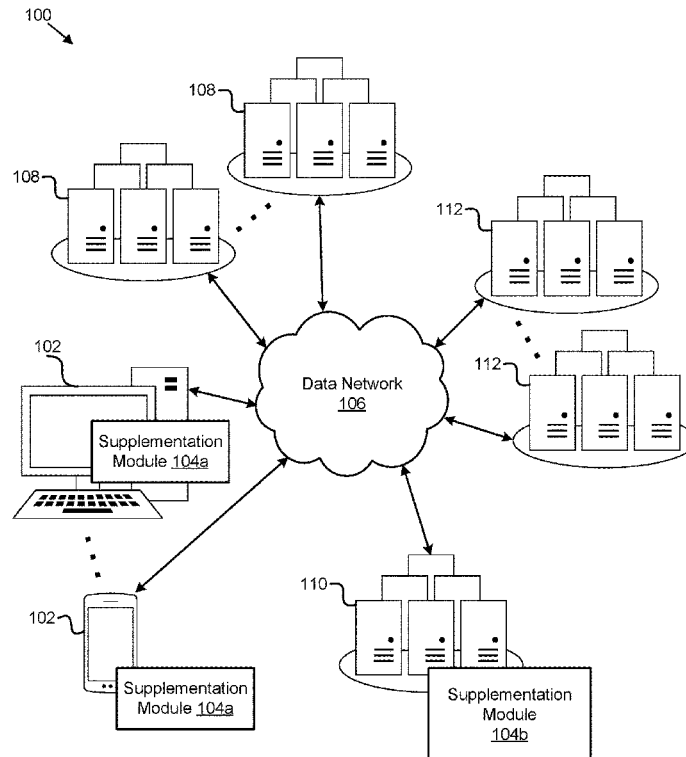 100
108
108
112
112
102
Data Network
106
Supplementation
Module 104a
110
102
Supplementation
Module 104a
Supplementation
Module
104b